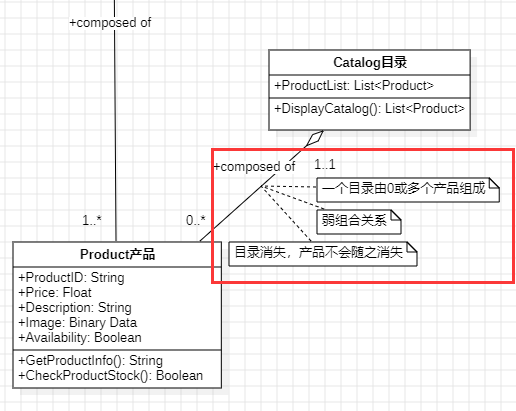 +composed of
Catalog目录
+ProductList: List<Product>
+DisplayCatalog(): List<Product>
+composed of
1..1
一个目录由0或多个产品组成
弱组合关系
1..*
0..*
目录消失，产品不会随之消失
Product产品
+ProductID: String
+Price: Float
+Description: String
+Image: Binary Data
+Availability: Boolean
+GetProductInfo(): String
+CheckProductStock(): Boolean